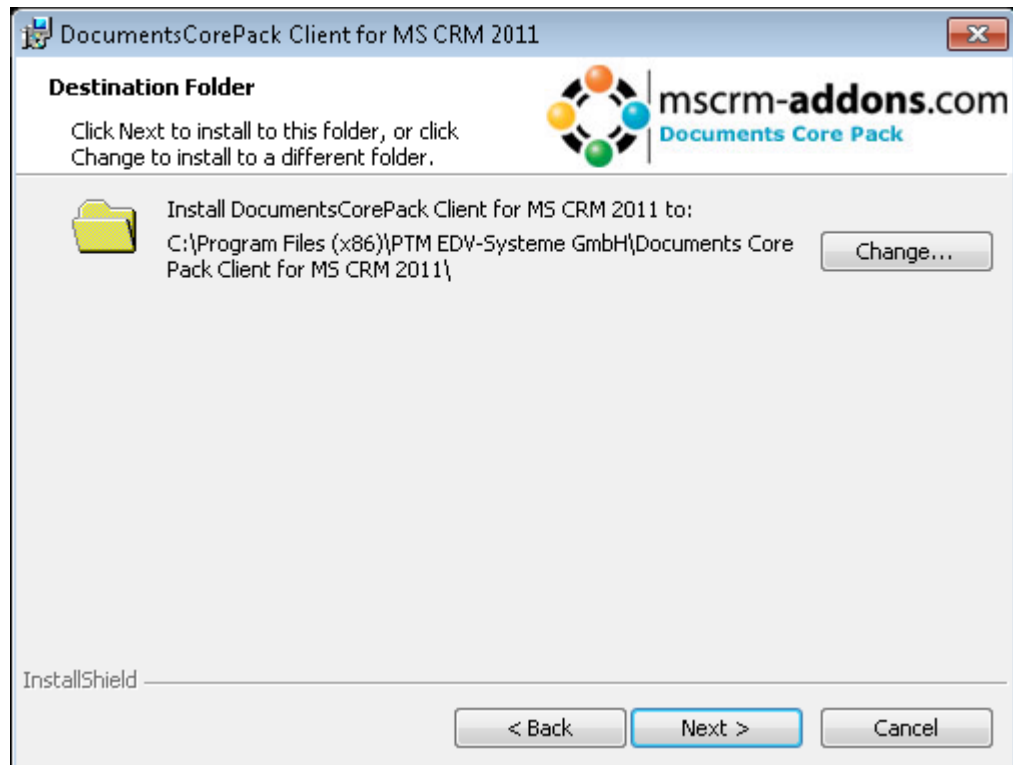 DocumentsCorePack Client for MS CRM 2011
Destination Folder
Click Next to install to this folder, or click
Change to install to a different folder.
mscrm-addons.com
Documents Core Pack
Install DocumentsCorePack Client for MS CRM 2011 to:
C:\Program Files (x86)\PTM EDV-Systeme GmbH\Documents Core
Pack Client for MS CRM 2011\
Change...
InstallShield
< Back
Next >
Cancel